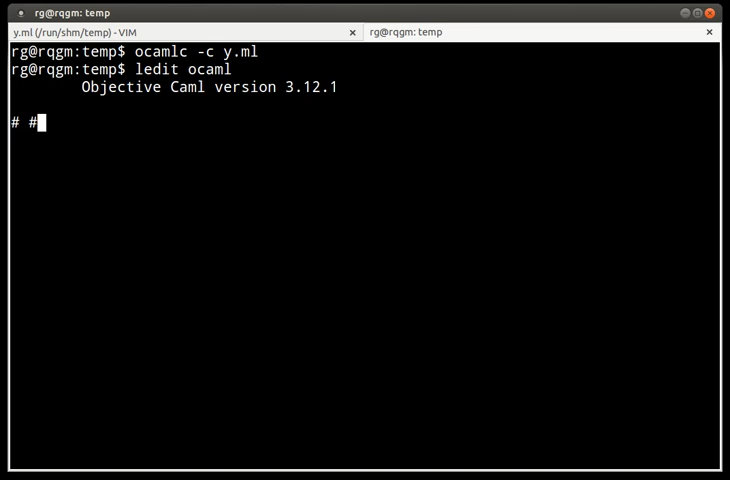 rg@rqgm: temp
y.ml (/run/shm/temp) - VIM
rg@rqgm: temp
rg@rqgm:temp$ ocamlc -c y.ml
rg@rqgm:temp$ ledit ocaml
Objective Caml version 3.12.1
# #